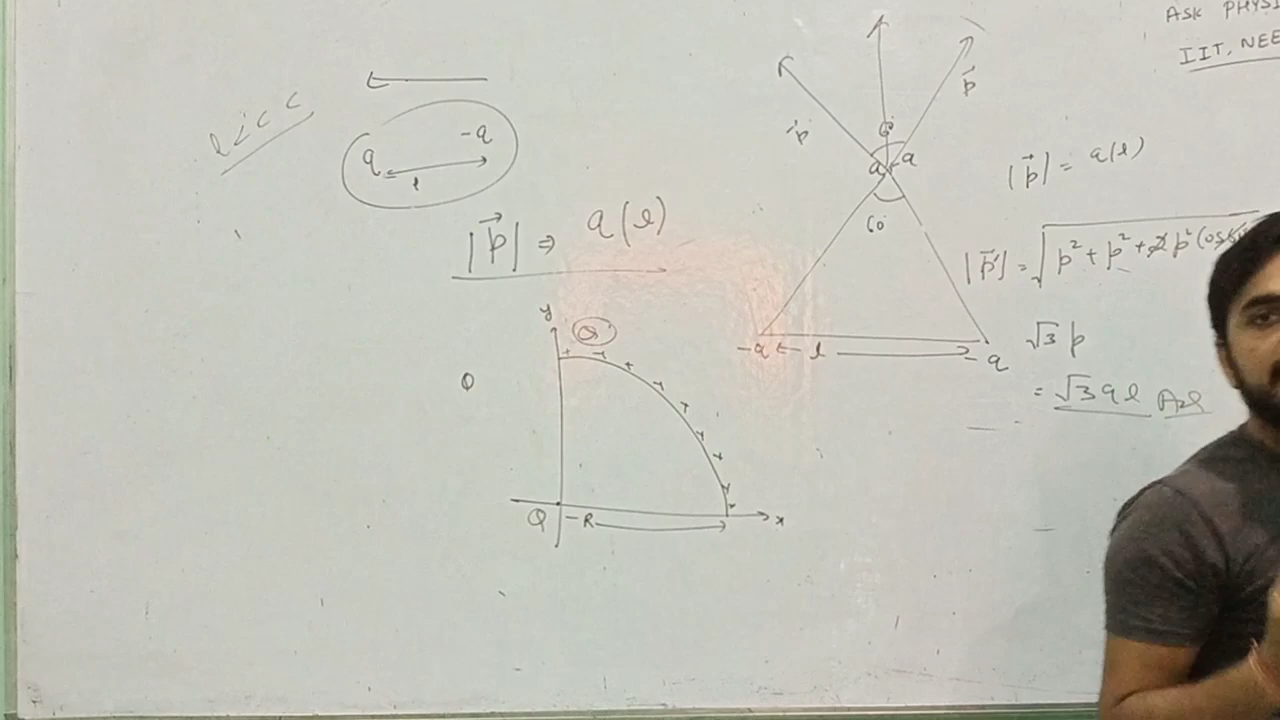 ASK PHYSI
IIT, NEE
q
-q
l
|p⃗| ⇒ q(l)
p⃗
p⃗
q
q
60
-q ← l → -q
|p⃗| = q(l)
|p⃗'| = √p² + p² + 2p² cos
√3 p
= √3 q l Ans
y
Q
Q
-R
x